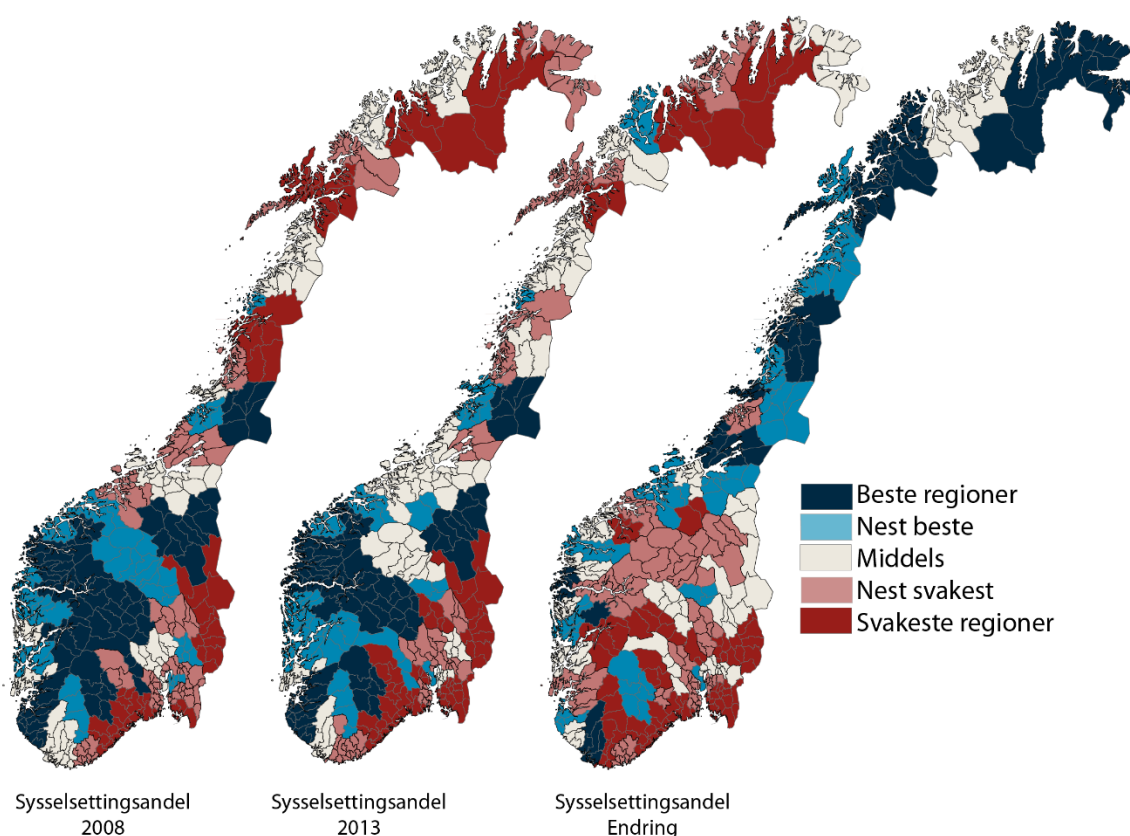 Beste regioner
Nest beste
Middels
Nest svakest
Svakeste regioner
Sysselsettingsandel
2008
Sysselsettingsandel
2013
Sysselsettingsandel
Endring